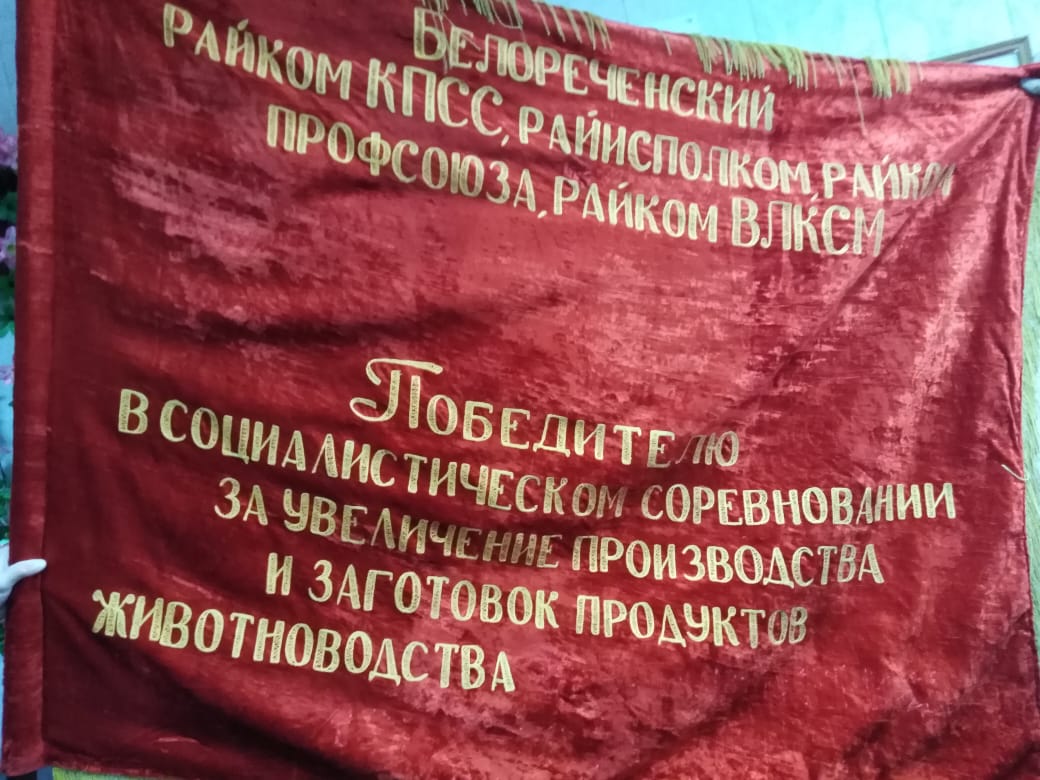 Белореченский
райком КПСС, райисполком, райком
профсоюза, райком ВЛКСМ
Победителю
в социалистическом соревновании
за увеличение производства
и заготовок продуктов
животноводства